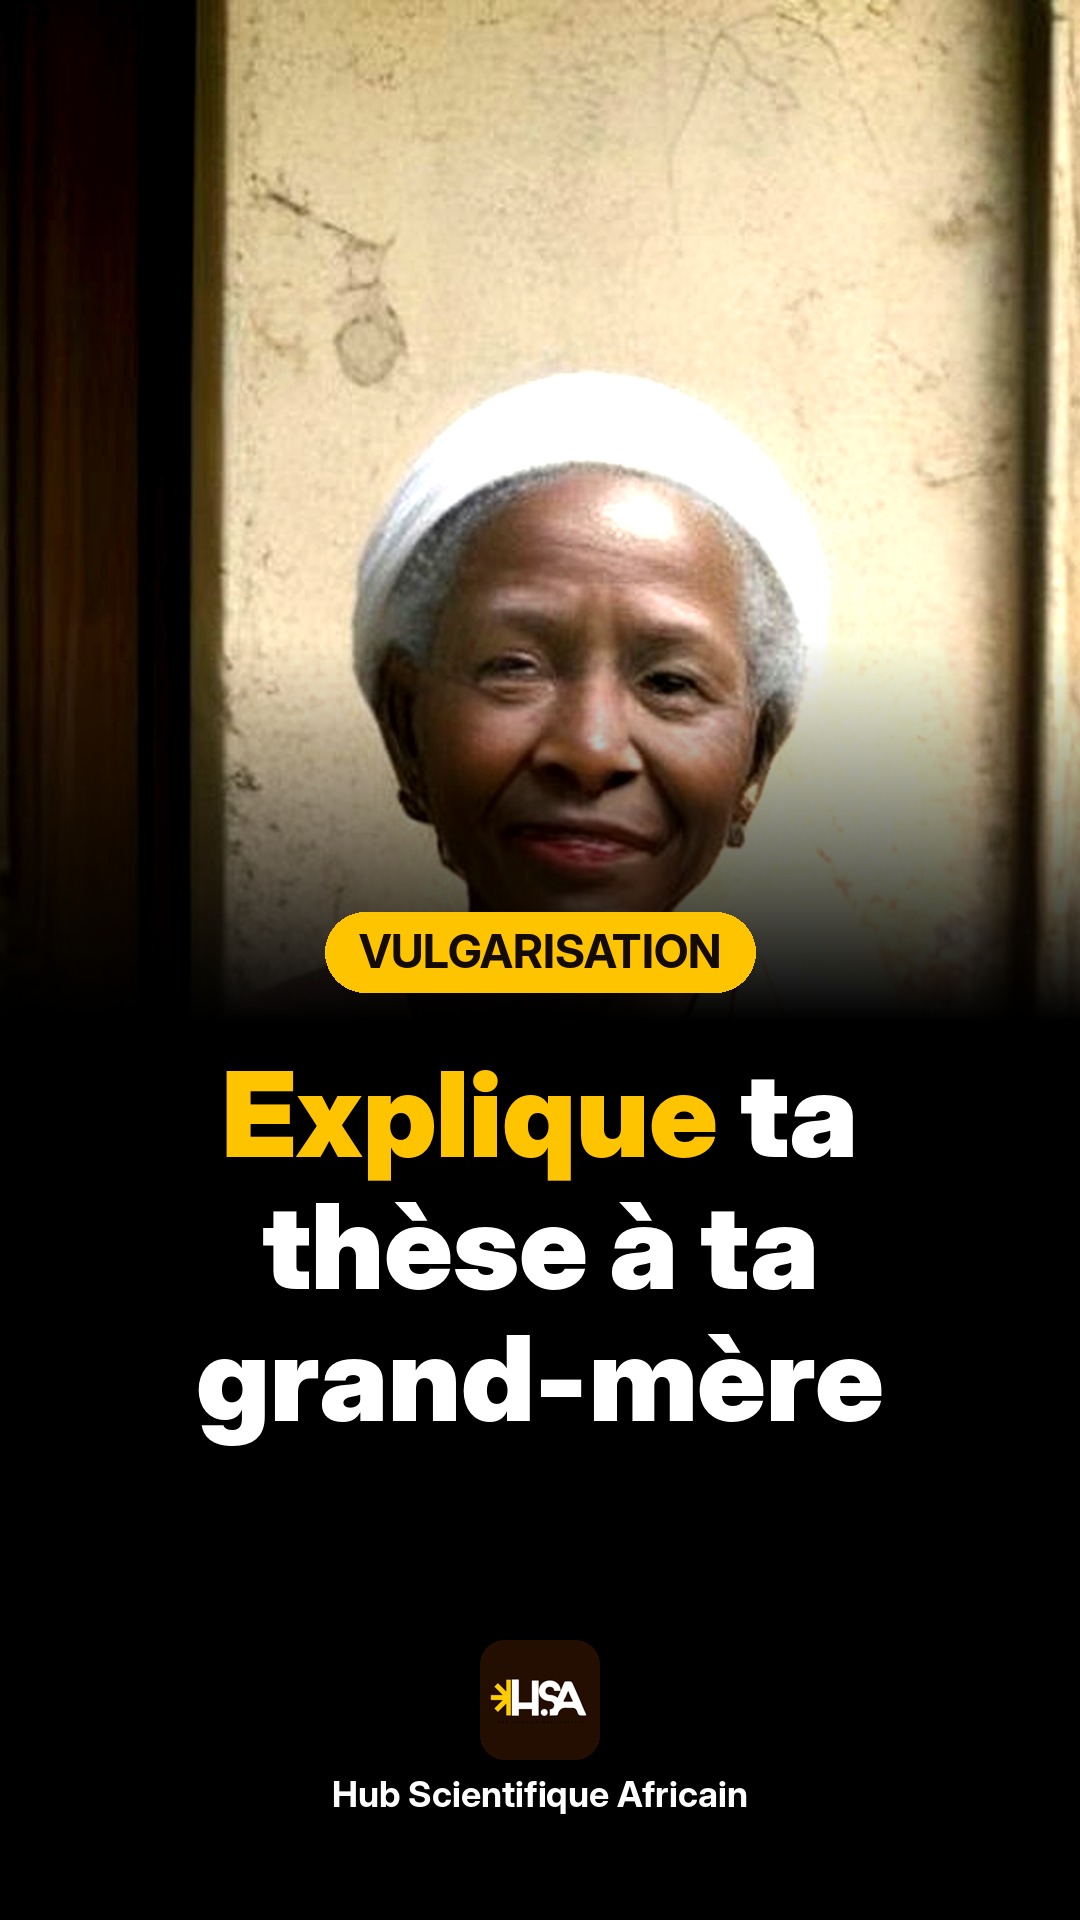 VULGARISATION
Explique ta
thèse à ta
grand-mère
HSA
Hub Scientifique Africain